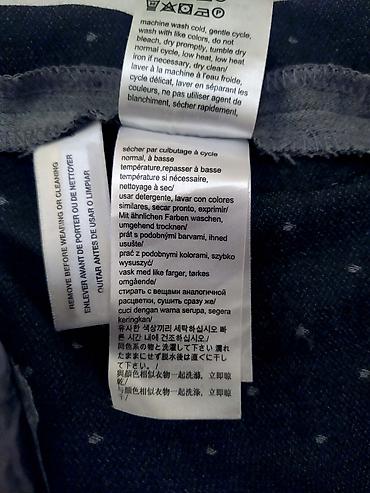 machine wash cold, gentle cycle,
wash with like colors, do not
bleach, dry promptly, tumble dry
normal cycle, low heat, low heat
iron if necessary, dry clean/
laver à la machine à l'eau froide,
cycle délicat, laver en séparant les
couleurs, ne pas utiliser agent de
blanchiment, sécher rapidement,
sécher par culbutage à cycle
normal, à basse
température,repasser à basse
température si nécessaire,
nettoyage à sec/
usar detergente, lavar con colores
similares, secar pronto, exprimir/
Mit ähnlichen Farben waschen,
umgehend trocknen/
prát s podobnými barvami, ihned
usušte/
prać z podobnymi kolorami, szybko
wysuszyć/
vask med like farger, tørkes
omgående/
стирать с вещами аналогичной
расцветки, сушить сразу же/
cuci dengan warna serupa, segera
keringkan/
유사한 색상끼리 세탁하십시오 빠
른 시간 내에 건조하십시오./
同色系の物と洗濯して下さい 濡れ
たままにせず脱水後は直ぐに干し
て下さい。/
與顏色相似衣物一起洗滌，立即晾
乾/
与颜色相似衣物一起洗涤，立即晾
干
REMOVE BEFORE WEARING OR CLEANING
ENLEVER AVANT DE PORTER OU DE NETTOYER
QUITAR ANTES DE USAR O LIMPIAR